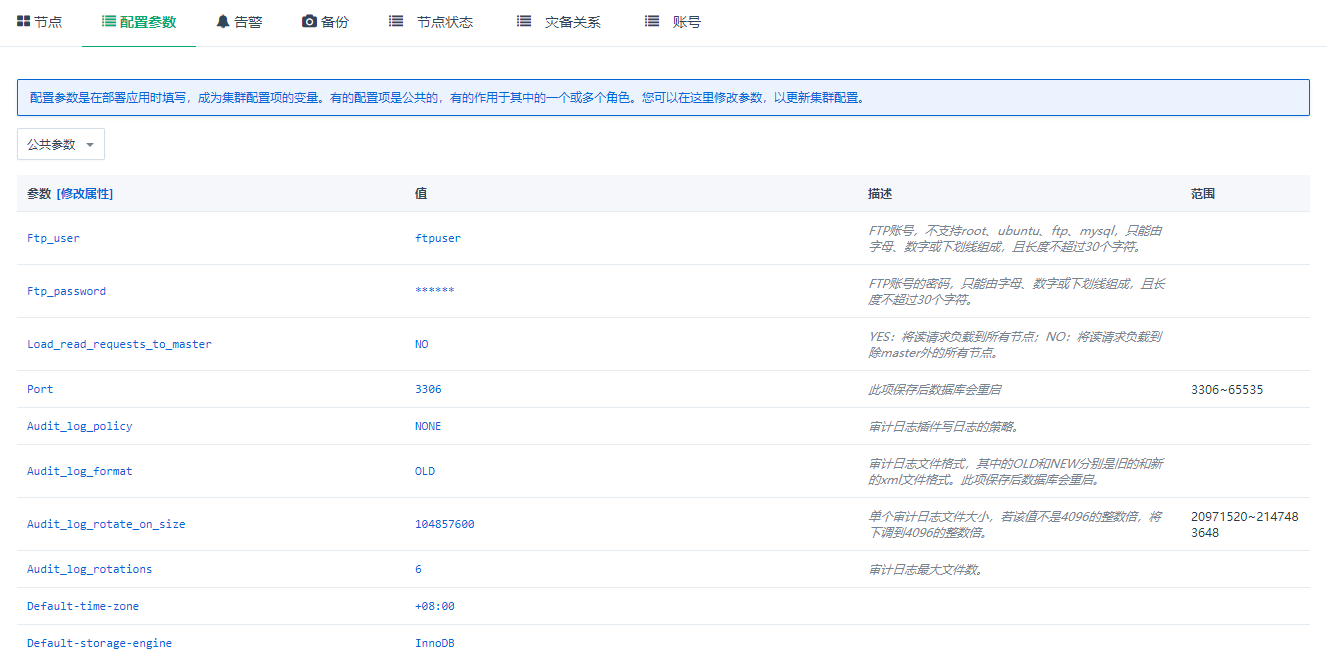 节点 配置参数 告警 备份 节点状态 灾备关系 账号
配置参数是在部署应用时填写，成为集群配置项的变量。有的配置项是公共的，有的作用于其中的一个或多个角色。您可以在这里修改参数，以更新集群配置。
公共参数
参数 [修改属性] 值 描述 范围
Ftp_user ftpuser FTP账号，不支持root、ubuntu、ftp、mysql，只能由
字母、数字或下划线组成，且长度不超过30个字符。
Ftp_password ****** FTP账号的密码，只能由字母、数字或下划线组成，且长
度不超过30个字符。
Load_read_requests_to_master NO YES：将读请求负载到所有节点；NO：将读请求负载到
除master外的所有节点。
Port 3306 此项保存后数据库会重启 3306~65535
Audit_log_policy NONE 审计日志插件写日志的策略。
Audit_log_format OLD 审计日志文件格式，其中的OLD和NEW分别是旧的和新
的xml文件格式。此项保存后数据库会重启。
Audit_log_rotate_on_size 104857600 单个审计日志文件大小，若该值不是4096的整数倍，将 20971520~214748
下调到4096的整数倍。 3648
Audit_log_rotations 6 审计日志最大文件数。
Default-time-zone +08:00
Default-storage-engine InnoDB